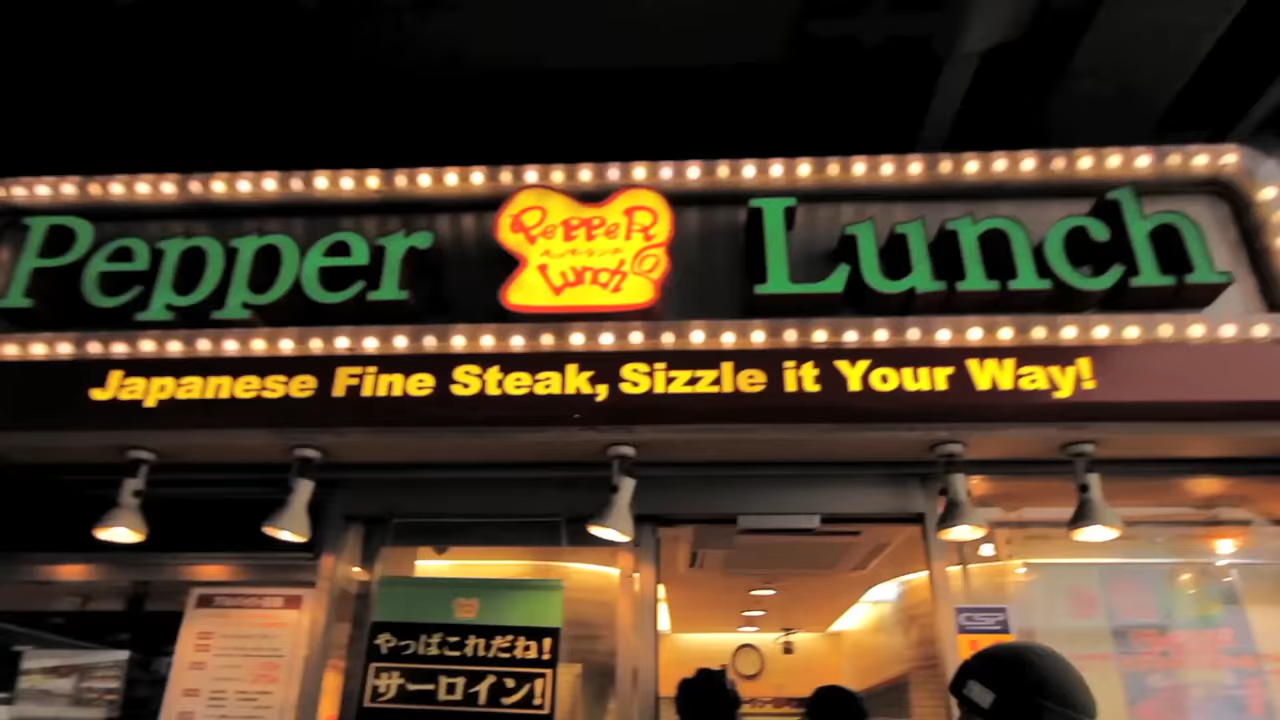 Pepper Lunch
PePPeR
Lunch
Japanese Fine Steak, Sizzle it Your Way!
やっぱこれだね!
サーロイン!
CSP